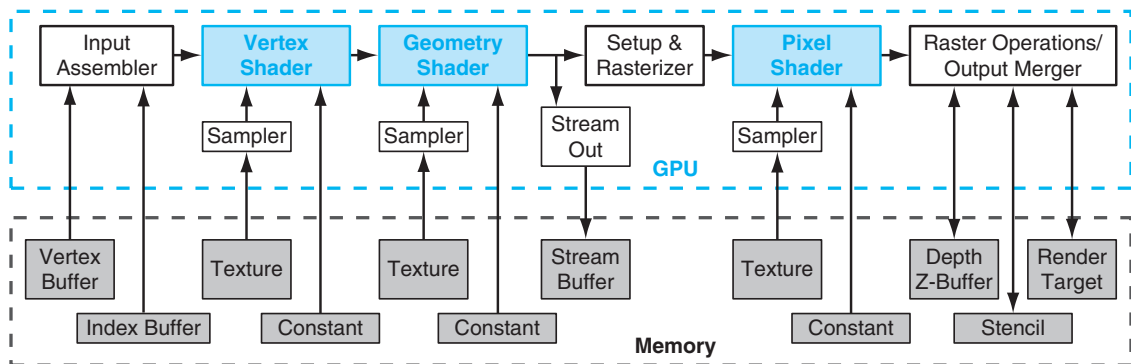 Input
Assembler
Vertex
Shader
Geometry
Shader
Setup &
Rasterizer
Pixel
Shader
Raster Operations/
Output Merger
Sampler
Sampler
Stream
Out
Sampler
GPU
Vertex
Buffer
Texture
Texture
Stream
Buffer
Texture
Depth
Z-Buffer
Render
Target
Index Buffer
Constant
Constant
Constant
Stencil
Memory